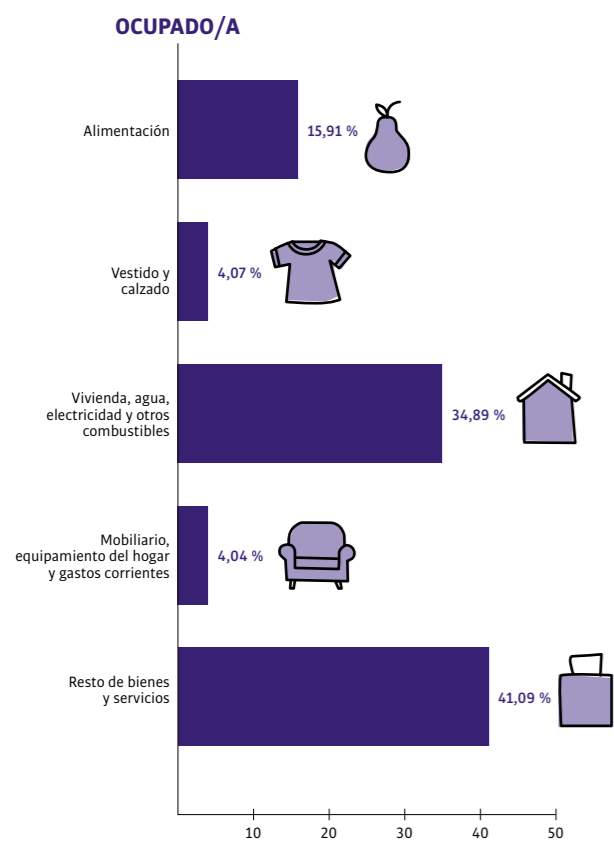 OCUPADO/A
Alimentación
15,91 %
Vestido y
calzado
4,07 %
Vivienda, agua,
electricidad y otros
combustibles
34,89 %
Mobiliario,
equipamiento del hogar
y gastos corrientes
4,04 %
Resto de bienes
y servicios
41,09 %
10 20 30 40 50